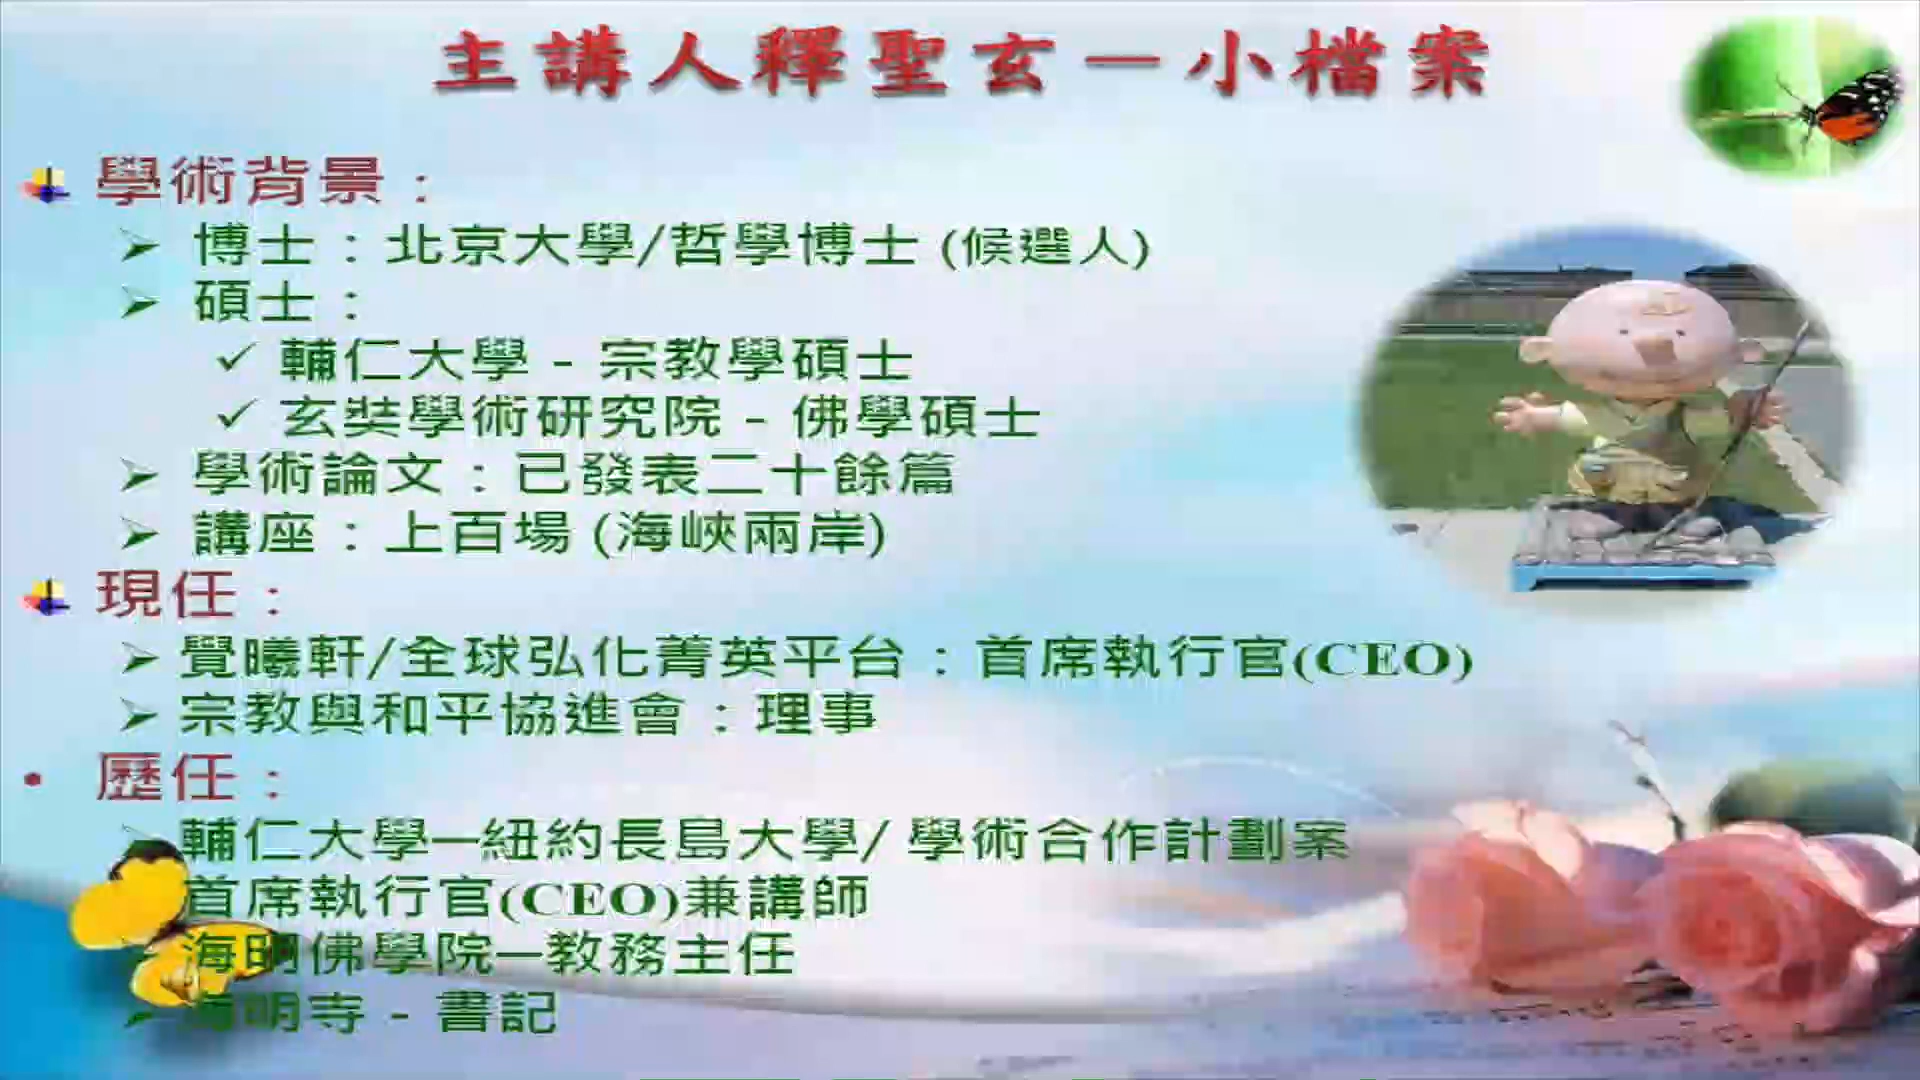 主講人釋聖玄－小檔案
學術背景：
博士：北京大學/哲學博士 (候選人)
碩士：
輔仁大學 - 宗教學碩士
玄奘學術研究院 - 佛學碩士
學術論文：已發表二十餘篇
講座：上百場 (海峽兩岸)
現任：
覺曦軒/全球弘化菁英平台：首席執行官(CEO)
宗教與和平協進會：理事
歷任：
輔仁大學—紐約長島大學/ 學術合作計劃案
首席執行官(CEO)兼講師
海明佛學院—教務主任
海明寺 - 書記